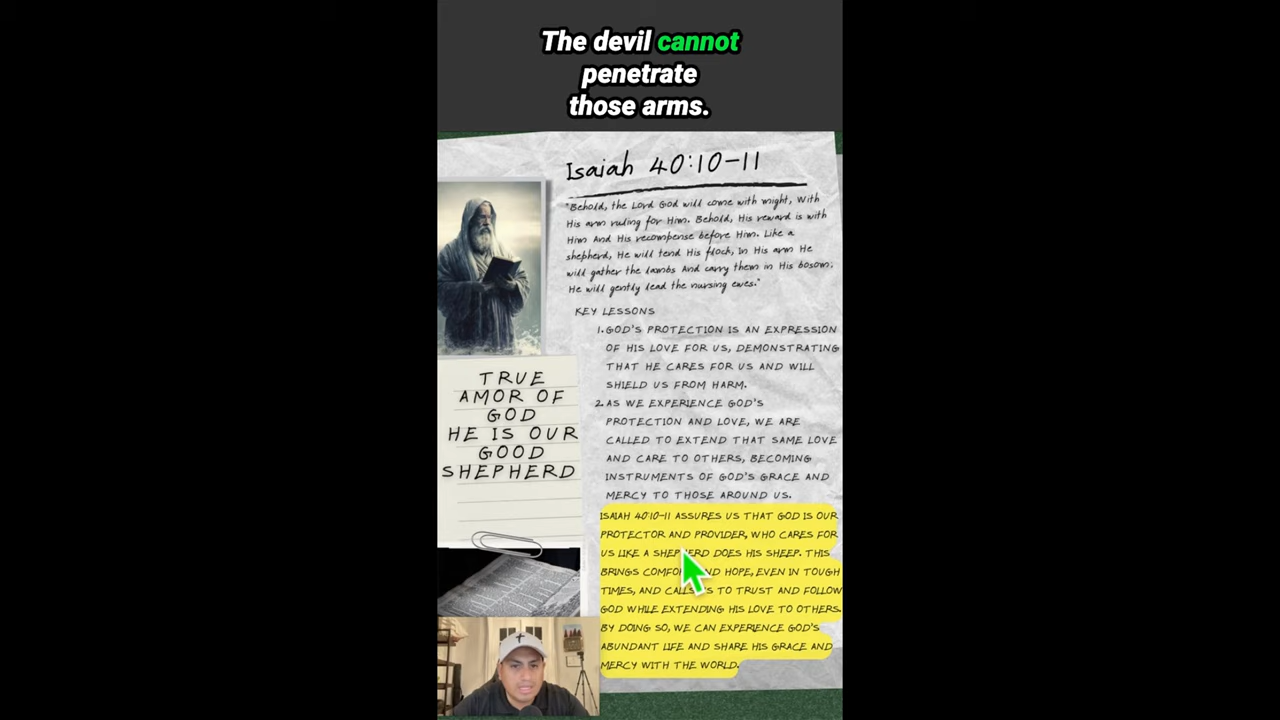 The devil cannot
penetrate
those arms.
Isaiah 40:10-11
"Behold, the Lord God will come with might, With
His arm ruling for Him. Behold, His reward is with
Him And His recompense before Him. Like a
shepherd, He will tend His flock, In His arm He
will gather the lambs And carry them in His bosom;
He will gently lead the nursing ewes."
KEY LESSONS
1. GOD'S PROTECTION IS AN EXPRESSION
OF HIS LOVE FOR US, DEMONSTRATING
THAT HE CARES FOR US AND WILL
SHIELD US FROM HARM.
2. AS WE EXPERIENCE GOD'S
PROTECTION AND LOVE, WE ARE
CALLED TO EXTEND THAT SAME LOVE
AND CARE TO OTHERS, BECOMING
INSTRUMENTS OF GOD'S GRACE AND
MERCY TO THOSE AROUND US.
ISAIAH 40:10-11 ASSURES US THAT GOD IS OUR
PROTECTOR AND PROVIDER, WHO CARES FOR
US LIKE A SHEPHERD DOES HIS SHEEP. THIS
BRINGS COMFORT AND HOPE, EVEN IN TOUGH
TIMES, AND CALLS US TO TRUST AND FOLLOW
GOD WHILE EXTENDING HIS LOVE TO OTHERS.
BY DOING SO, WE CAN EXPERIENCE GOD'S
ABUNDANT LIFE AND SHARE HIS GRACE AND
MERCY WITH THE WORLD.
TRUE
AMOR OF
GOD
HE IS OUR
GOOD
SHEPHERD